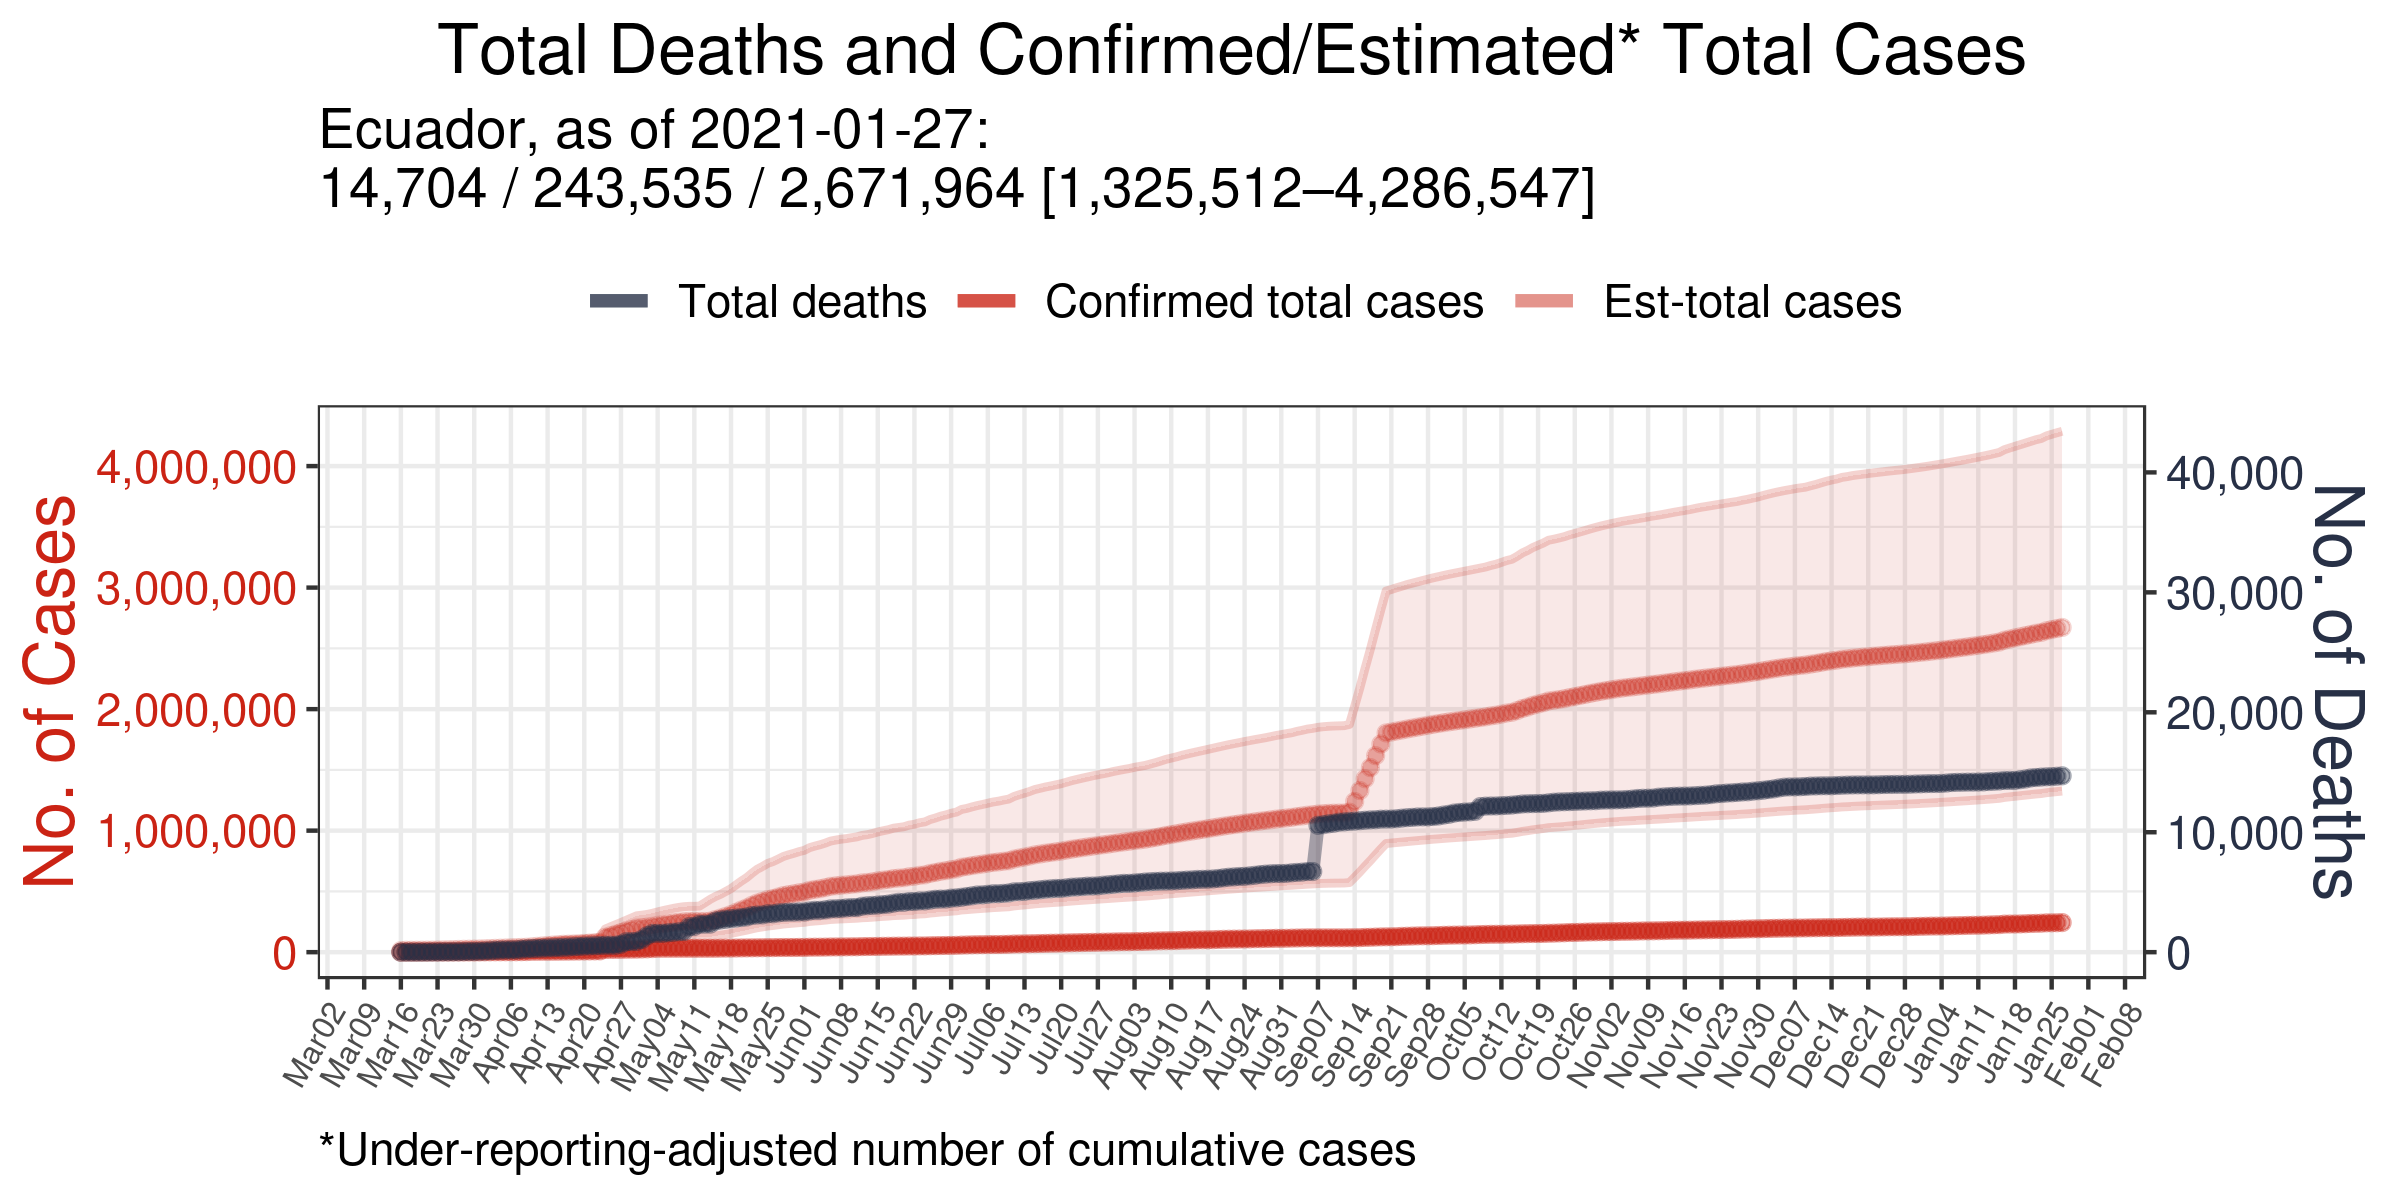 Total Deaths and Confirmed/Estimated* Total Cases
Ecuador, as of 2021-01-27:
14,704 / 243,535 / 2,671,964 [1,325,512–4,286,547]
Total deaths
Confirmed total cases
Est-total cases
No. of Cases
4,000,000
3,000,000
2,000,000
1,000,000
0
40,000
30,000
20,000
10,000
0
No. of Deaths
Mar02
Mar09
Mar16
Mar23
Mar30
Apr06
Apr13
Apr20
Apr27
May04
May11
May18
May25
Jun01
Jun08
Jun15
Jun22
Jun29
Jul06
Jul13
Jul20
Jul27
Aug03
Aug10
Aug17
Aug24
Aug31
Sep07
Sep14
Sep21
Sep28
Oct05
Oct12
Oct19
Oct26
Nov02
Nov09
Nov16
Nov23
Nov30
Dec07
Dec14
Dec21
Dec28
Jan04
Jan11
Jan18
Jan25
Feb01
Feb08
*Under-reporting-adjusted number of cumulative cases